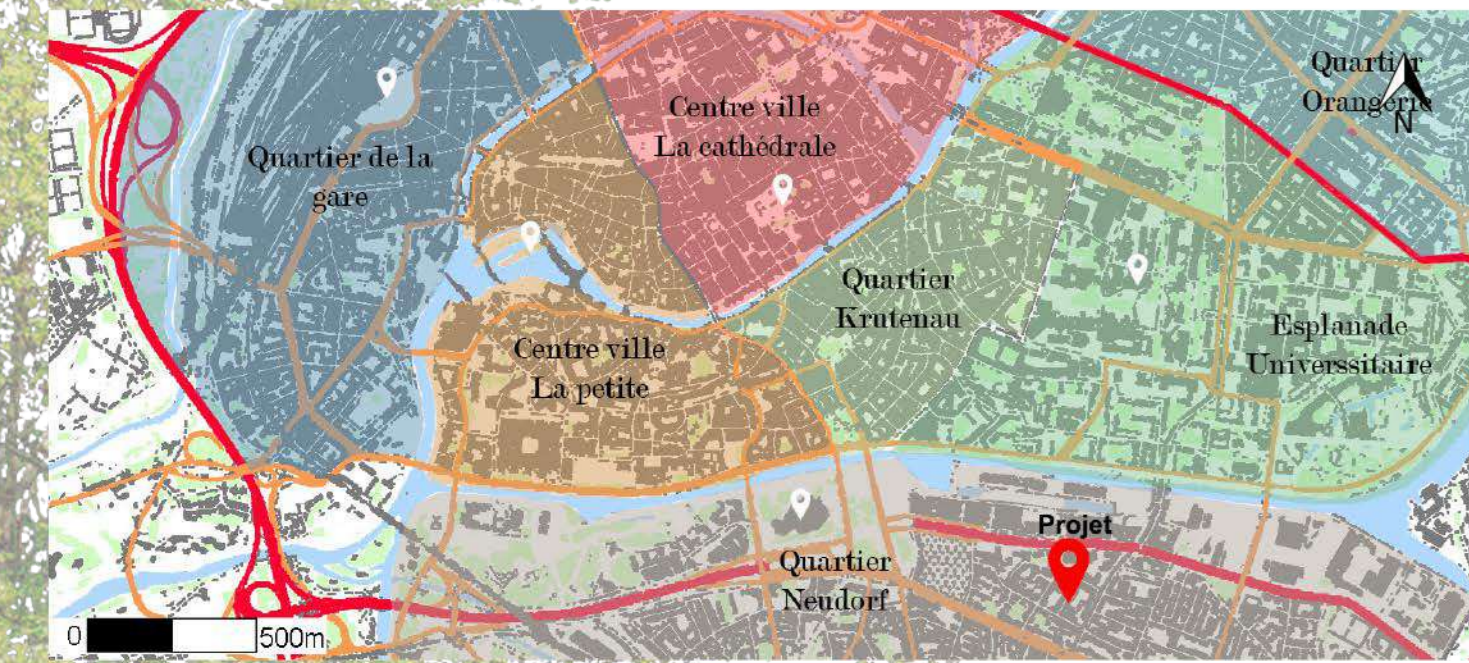 Quartier
Orangerie
N
Centre ville
La cathédrale
Quartier de la
gare
Quartier
Krutenau
Esplanade
Universsitaire
Centre ville
La petite
Projet
Quartier
Neudorf
0 500m